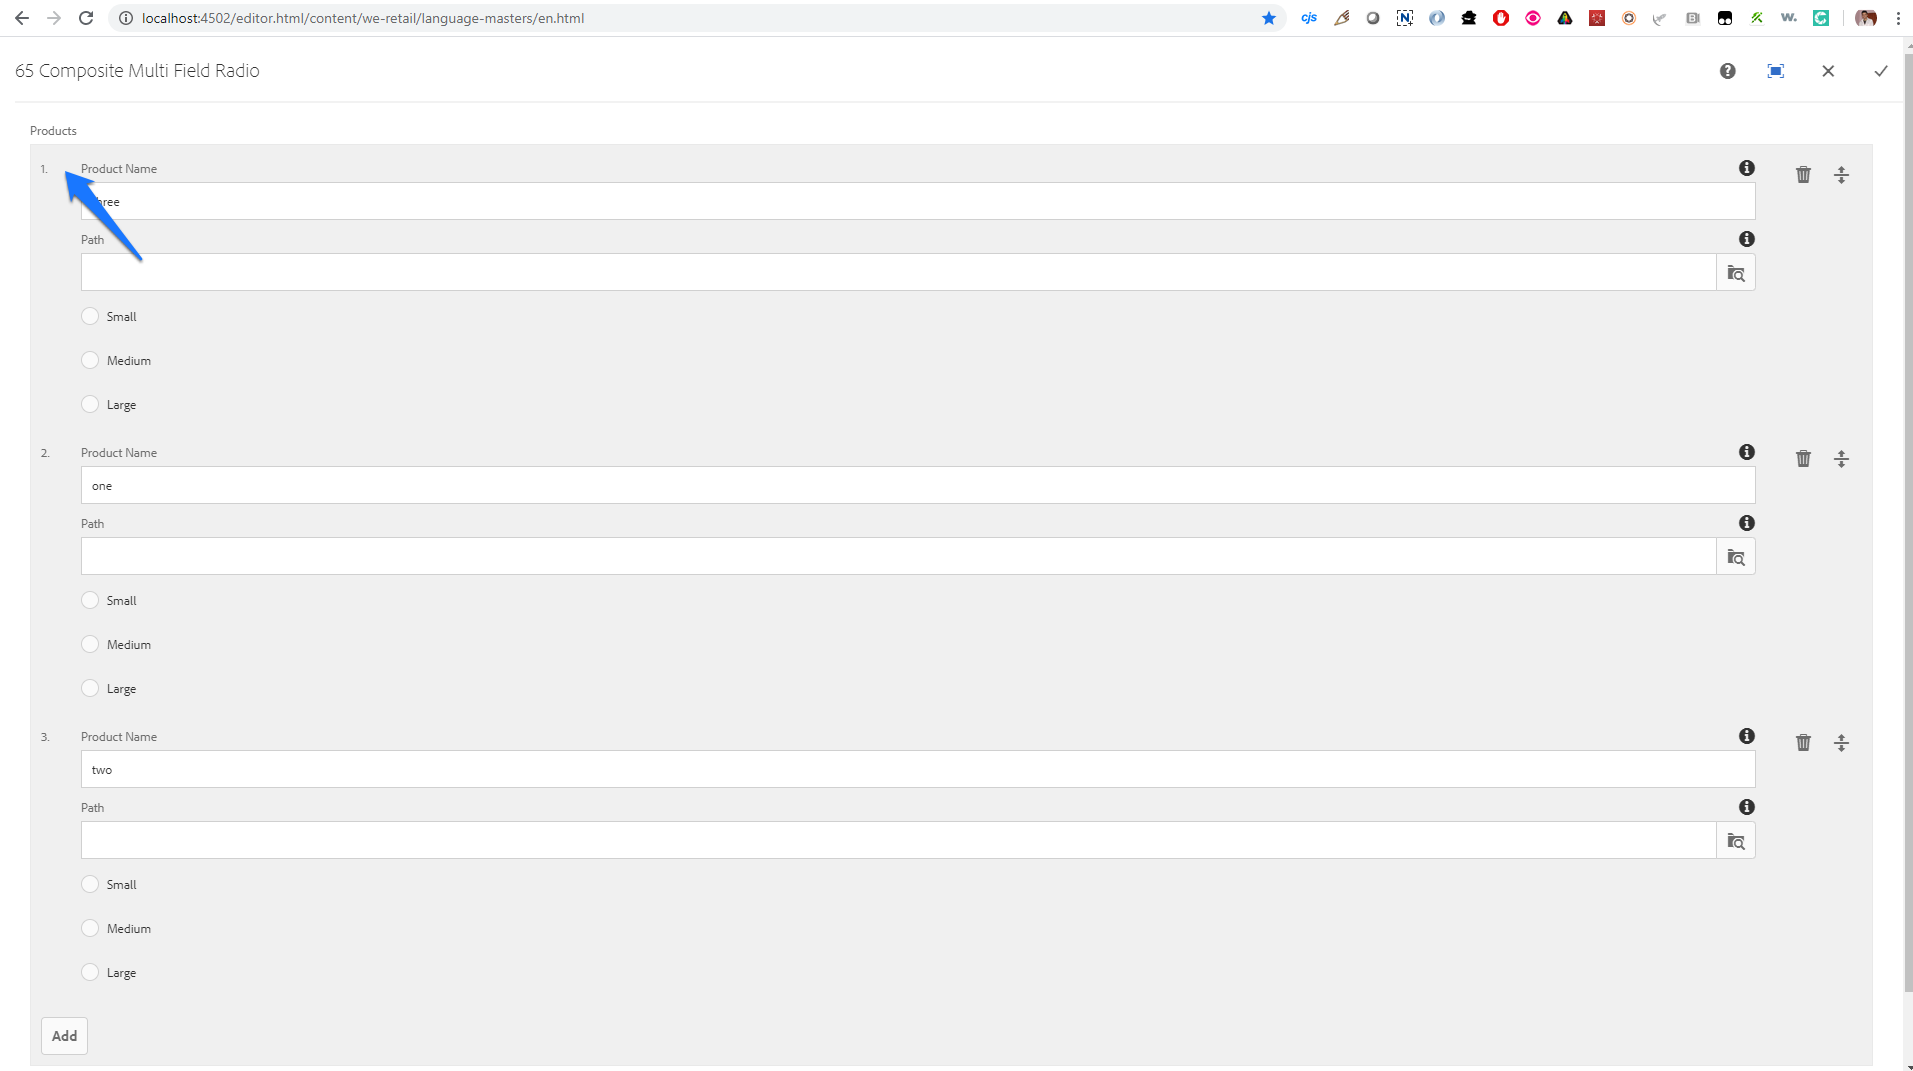 localhost:4502/editor.html/content/we-retail/language-masters/en.html
cjs
N
B
w.
65 Composite Multi Field Radio
Products
1. Product Name
hree
Path
Small
Medium
Large
2. Product Name
one
Path
Small
Medium
Large
3. Product Name
two
Path
Small
Medium
Large
Add